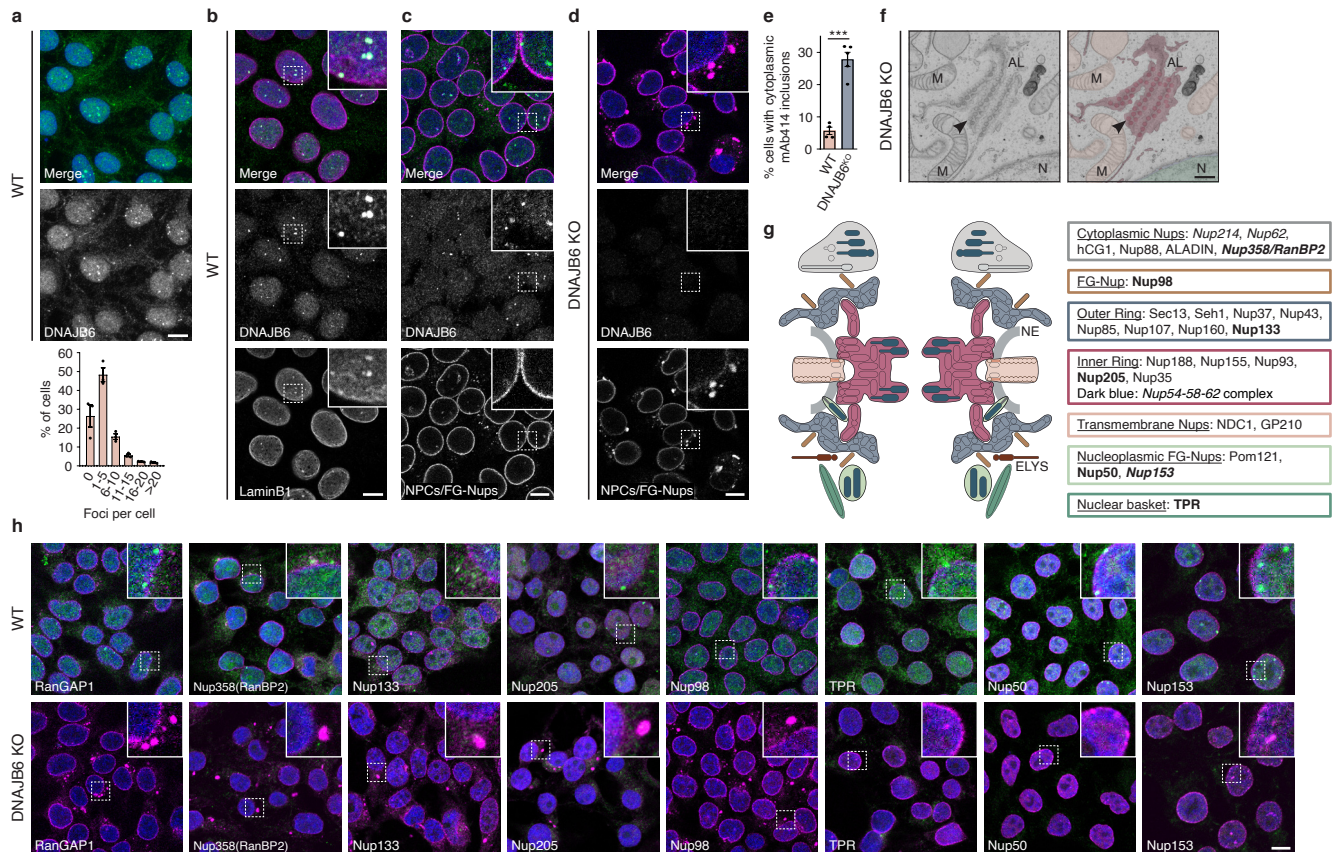 a
b
c
d
e
f
WT
Merge
DNAJB6
60
50
40
30
20
10
0
% of cells
0
1-5
6-10
11-15
16-20
>20
Foci per cell
WT
Merge
DNAJB6
LaminB1
Merge
DNAJB6
NPCs/FG-Nups
DNAJB6 KO
Merge
DNAJB6
NPCs/FG-Nups
***
30
20
10
0
% cells with cytoplasmic
mAb414 inclusions
WT
DNAJB6KO
DNAJB6 KO
M
AL
M
N
M
AL
M
N
g
NE
ELYS
Cytoplasmic Nups: Nup214, Nup62,
hCG1, Nup88, ALADIN, Nup358/RanBP2
FG-Nup: Nup98
Outer Ring: Sec13, Seh1, Nup37, Nup43,
Nup85, Nup107, Nup160, Nup133
Inner Ring: Nup188, Nup155, Nup93,
Nup205, Nup35
Dark blue: Nup54-58-62 complex
Transmembrane Nups: NDC1, GP210
Nucleoplasmic FG-Nups: Pom121,
Nup50, Nup153
Nuclear basket: TPR
h
WT
RanGAP1
Nup358(RanBP2)
Nup133
Nup205
Nup98
TPR
Nup50
Nup153
DNAJB6 KO
RanGAP1
Nup358(RanBP2)
Nup133
Nup205
Nup98
TPR
Nup50
Nup153